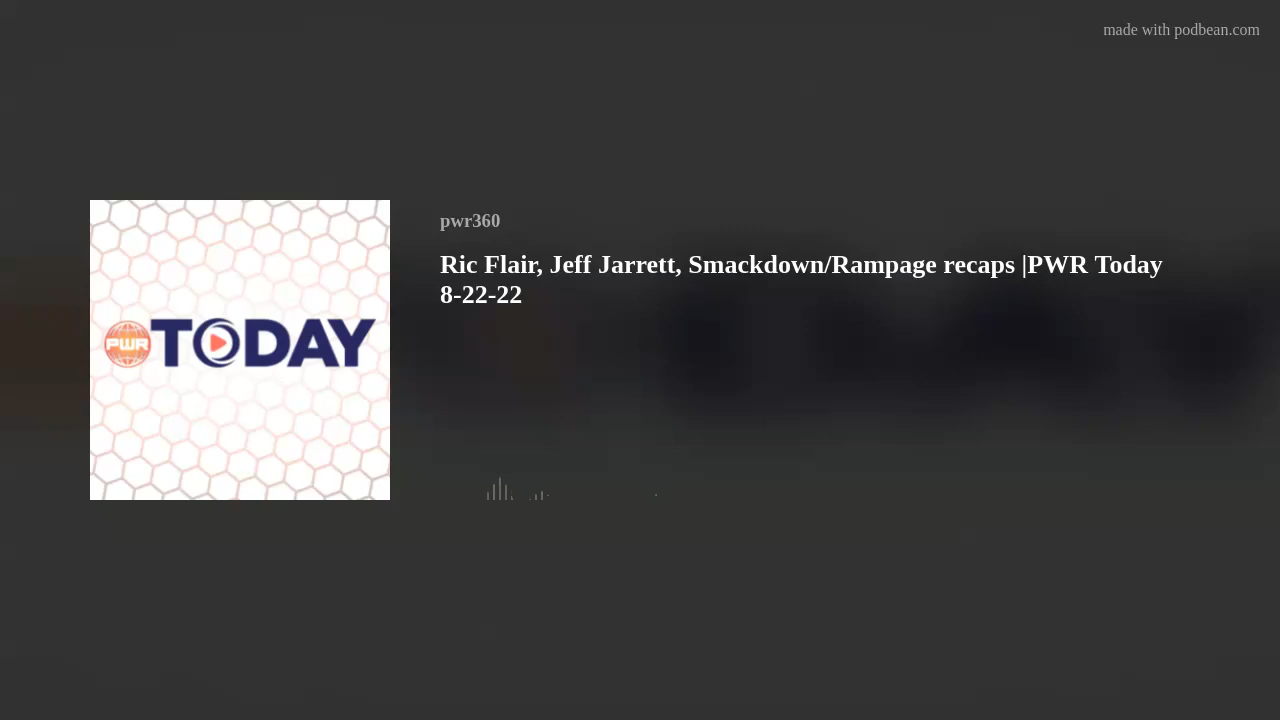 made with podbean.com
pwr360
Ric Flair, Jeff Jarrett, Smackdown/Rampage recaps |PWR Today
8-22-22
PWR TODAY